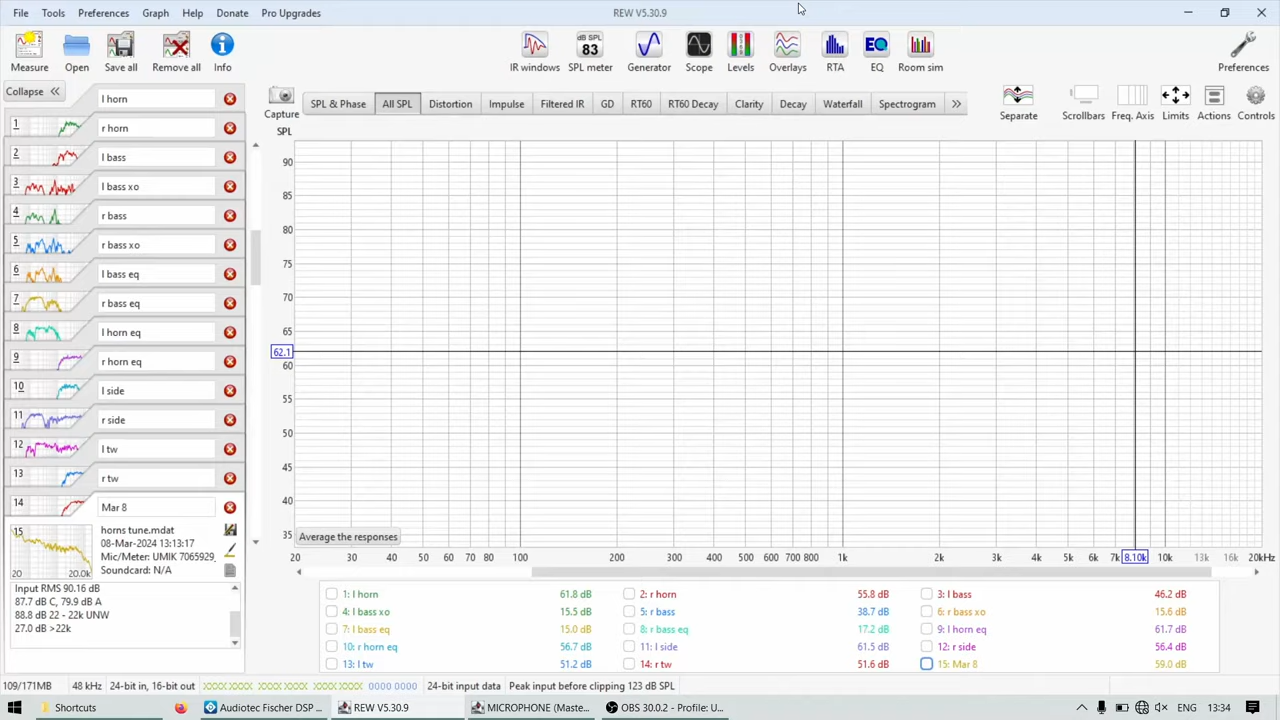 File Tools Preferences Graph Help Donate Pro Upgrades REW V5.30.9
dB SPL
83
Measure Open Save all Remove all Info IR windows SPL meter Generator Scope Levels Overlays RTA EQ Room sim Preferences
Collapse
l horn
1 r horn
2 l bass
3 l bass xo
4 r bass
5 r bass xo
6 l bass eq
7 r bass eq
8 l horn eq
9 r horn eq
10 l side
11 r side
12 l tw
13 r tw
14 Mar 8
15
20 20.0k
horns tune.mdat
08-Mar-2024 13:13:17
Mic/Meter: UMIK 7065929,
Soundcard: N/A
Input RMS 90.16 dB
87.7 dB C, 79.9 dB A
88.8 dB 22 - 22k UNW
27.0 dB >22k
Capture SPL & Phase All SPL Distortion Impulse Filtered IR GD RT60 RT60 Decay Clarity Decay Waterfall Spectrogram Separate Scrollbars Freq. Axis Limits Actions Controls
SPL
90
85
80
75
70
65
62.1
60
55
50
45
40
35
Average the responses
20 30 40 50 60 70 80 100 200 300 400 500 600 700 800 1k 2k 3k 4k 5k 6k 7k 8.10k 10k 13k 16k 20kHz
1: l horn 61.8 dB 2: r horn 55.8 dB 3: l bass 46.2 dB
4: l bass xo 15.5 dB 5: r bass 38.7 dB 6: r bass xo 15.6 dB
7: l bass eq 15.0 dB 8: r bass eq 17.2 dB 9: l horn eq 61.7 dB
10: r horn eq 56.7 dB 11: l side 61.5 dB 12: r side 56.4 dB
13: l tw 51.2 dB 14: r tw 51.6 dB 15: Mar 8 59.0 dB
109/171MB 48 kHz 24-bit in, 16-bit out XXXX XXXX XXXX XXXX XXXX XXXX 0000 0000 24-bit input data Peak input before clipping 123 dB SPL
Shortcuts Audiotec Fischer DSP ... REW V5.30.9 MICROPHONE (Maste... OBS 30.0.2 - Profile: U... 13:34